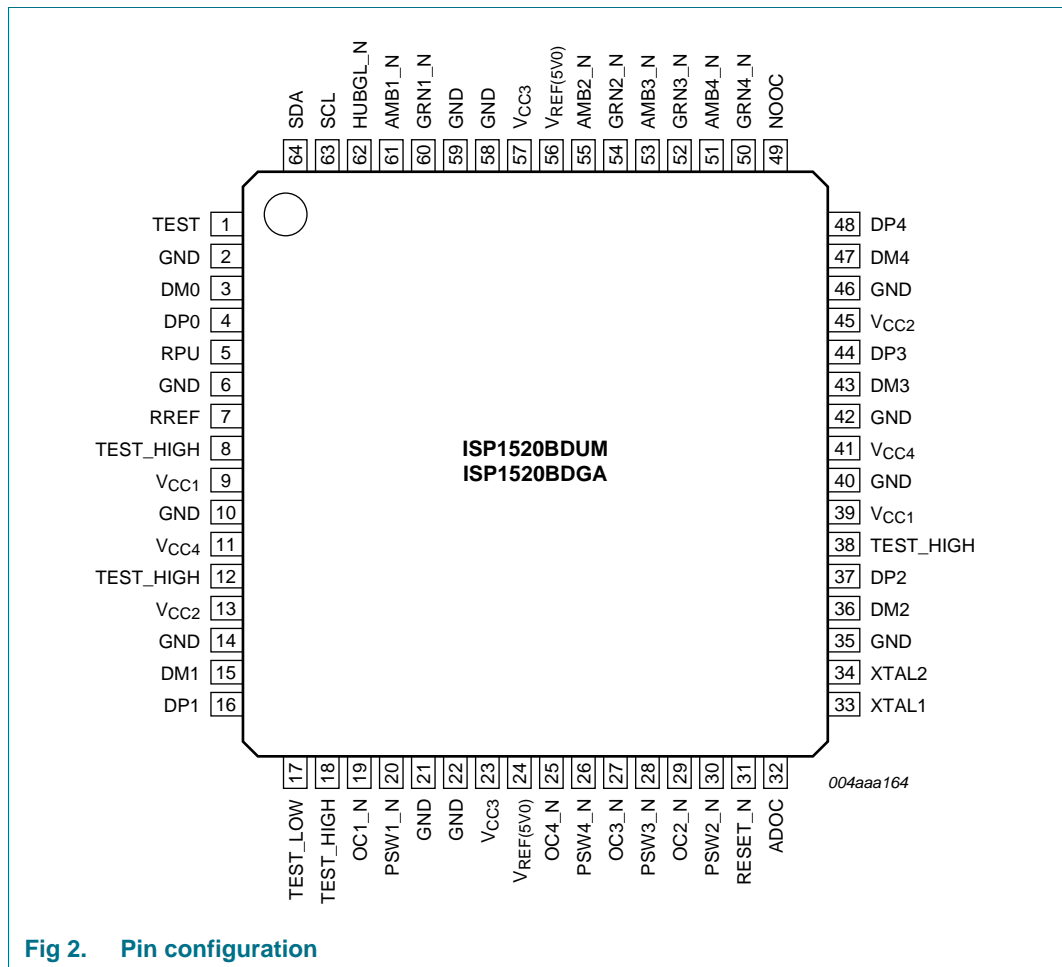 SDA
SCL
HUBGL_N
AMB1_N
GRN1_N
GND
GND
VCC3
VREF(5V0)
AMB2_N
GRN2_N
AMB3_N
GRN3_N
AMB4_N
GRN4_N
NOOC
64
63
62
61
60
59
58
57
56
55
54
53
52
51
50
49
TEST 1
GND 2
DM0 3
DP0 4
RPU 5
GND 6
RREF 7
TEST_HIGH 8
VCC1 9
GND 10
VCC4 11
TEST_HIGH 12
VCC2 13
GND 14
DM1 15
DP1 16
ISP1520BDUM
ISP1520BDGA
48 DP4
47 DM4
46 GND
45 VCC2
44 DP3
43 DM3
42 GND
41 VCC4
40 GND
39 VCC1
38 TEST_HIGH
37 DP2
36 DM2
35 GND
34 XTAL2
33 XTAL1
17
18
19
20
21
22
23
24
25
26
27
28
29
30
31
32
TEST_LOW
TEST_HIGH
OC1_N
PSW1_N
GND
GND
VCC3
VREF(5V0)
OC4_N
PSW4_N
OC3_N
PSW3_N
OC2_N
PSW2_N
RESET_N
ADOC
004aaa164
Fig 2. Pin configuration